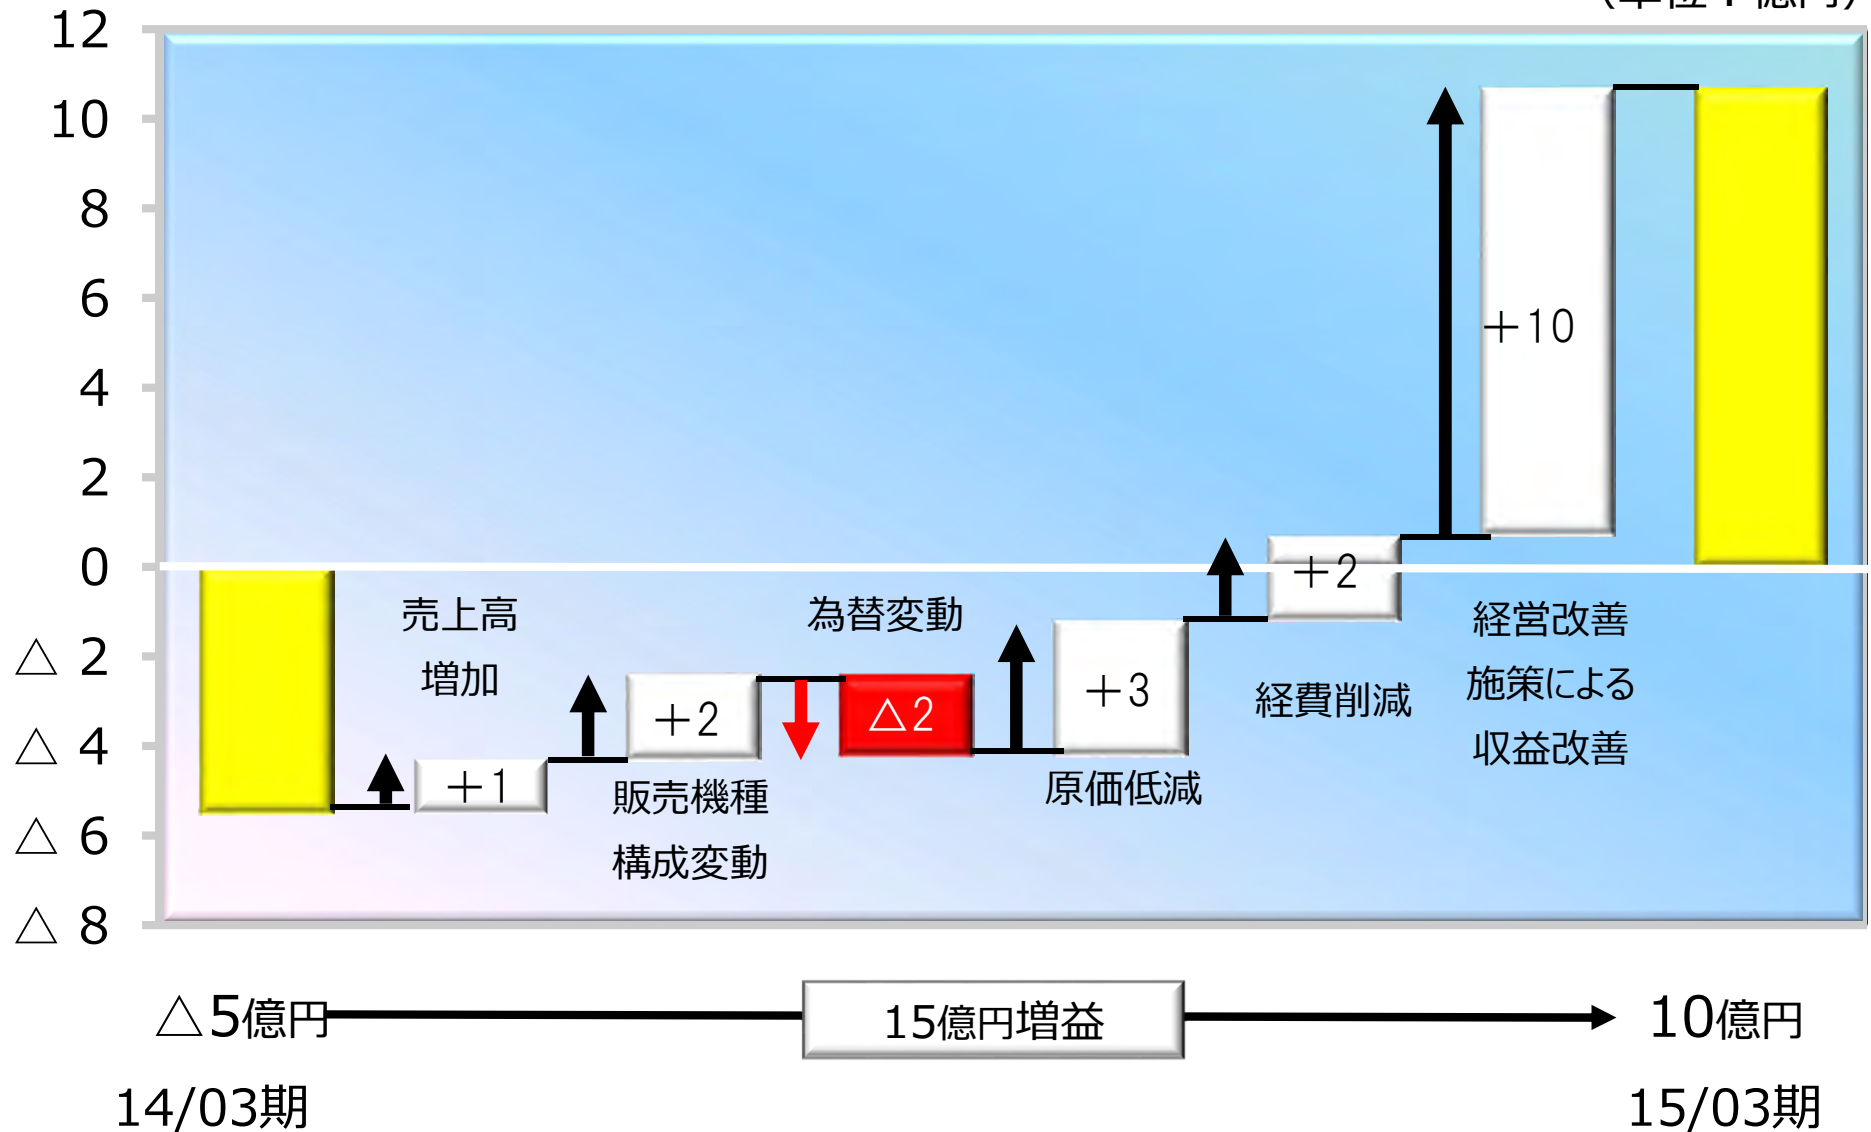 (単位：億円)
12
10
8
6
4
2
0
△ 2
△ 4
△ 6
△ 8
売上高
増加
+1
+2
販売機種
構成変動
為替変動
△2
+3
原価低減
+2
経費削減
+10
経営改善
施策による
収益改善
△5億円
15億円増益
10億円
14/03期
15/03期